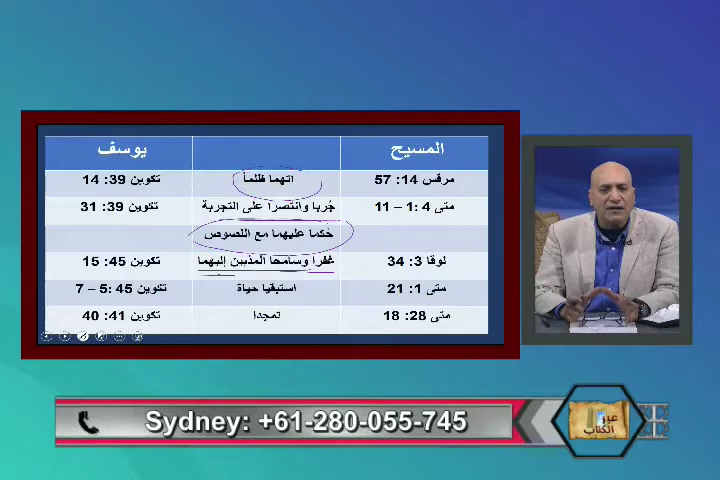 المسيح يوسف
مرقس 14: 57 اتهما ظلماً تكوين 39: 14
متى 4: 1 – 11 جُربا وانتصرا على التجربة تكوين 39: 31
حُكما عليهما مع اللصوص
لوقا 3: 34 غفرا وسامحا المذنبين إليهما تكوين 45: 15
متى 1: 21 استبقيا حياة تكوين 45: 5 – 7
متى 28: 18 تمجدا تكوين 41: 40
Sydney: +61-280-055-745
عبر
الكتاب